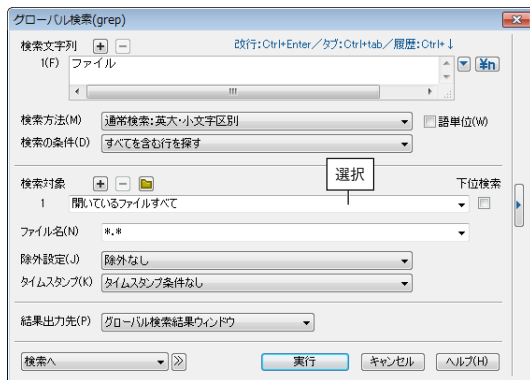 グローバル検索(grep)
検索文字列 改行:Ctrl+Enter/タブ:Ctrl+tab/履歴:Ctrl+↓
1(F) ファイル ¥n
検索方法(M) 通常検索:英大・小文字区別 語単位(W)
検索の条件(D) すべてを含む行を探す
選択
検索対象 下位検索
1 開いているファイルすべて
ファイル名(N) *.*
除外設定(J) 除外なし
タイムスタンプ(K) タイムスタンプ条件なし
結果出力先(P) グローバル検索結果ウィンドウ
検索へ 実行 キャンセル ヘルプ(H)